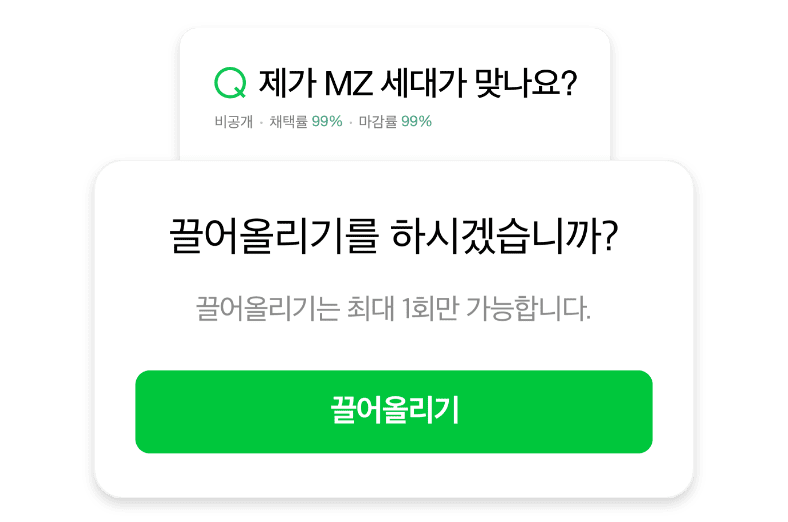 Q 제가 MZ 세대가 맞나요?
비공개 · 채택률 99% · 마감률 99%
끌어올리기를 하시겠습니까?
끌어올리기는 최대 1회만 가능합니다.
끌어올리기